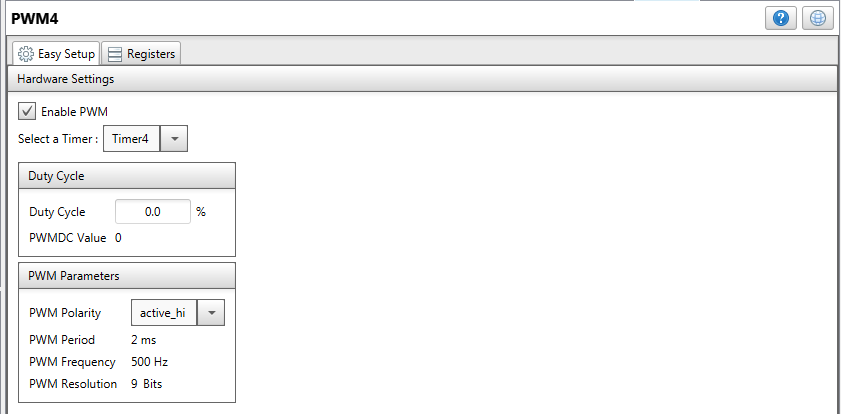 PWM4
?
Easy Setup Registers
Hardware Settings
Enable PWM
Select a Timer : Timer4
Duty Cycle
Duty Cycle 0.0 %
PWMDC Value 0
PWM Parameters
PWM Polarity active_hi
PWM Period 2 ms
PWM Frequency 500 Hz
PWM Resolution 9 Bits